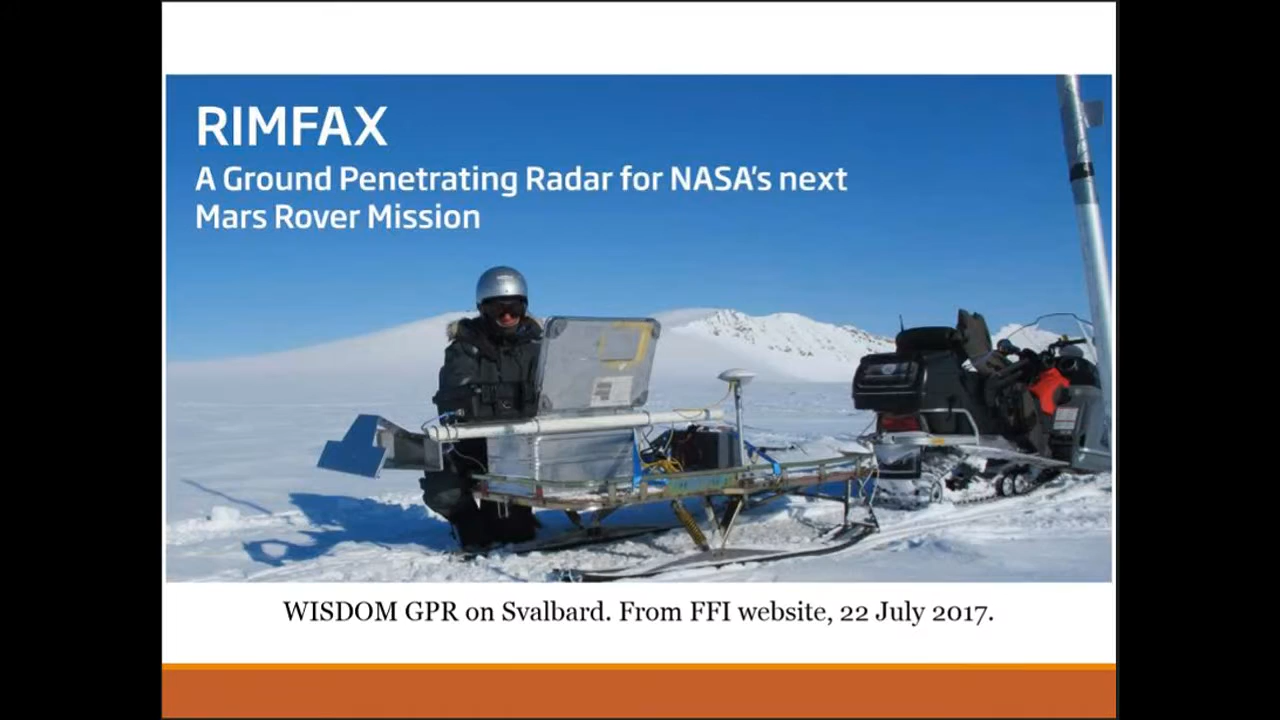 RIMFAX
A Ground Penetrating Radar for NASA's next
Mars Rover Mission
WISDOM GPR on Svalbard. From FFI website, 22 July 2017.